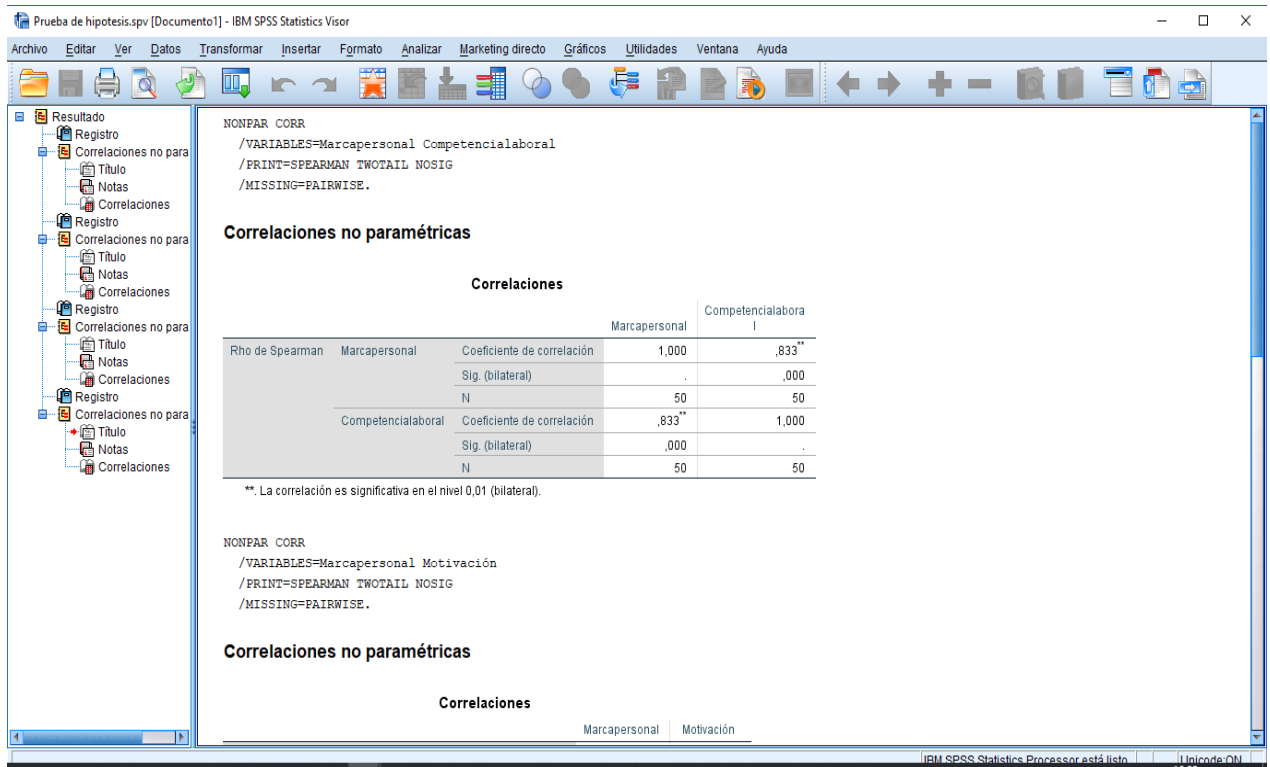 Prueba de hipotesis.spv [Documento1] - IBM SPSS Statistics Visor
Archivo Editar Ver Datos Transformar Insertar Formato Analizar Marketing directo Gráficos Utilidades Ventana Ayuda
Resultado
Registro
Correlaciones no para
Título
Notas
Correlaciones
Registro
Correlaciones no para
Título
Notas
Correlaciones
Registro
Correlaciones no para
Título
Notas
Correlaciones
Registro
Correlaciones no para
Título
Notas
Correlaciones
NONPAR CORR
/VARIABLES=Marcapersonal Competencialaboral
/PRINT=SPEARMAN TWOTAIL NOSIG
/MISSING=PAIRWISE.
Correlaciones no paramétricas
Correlaciones
Marcapersonal Competencialabora
l
Rho de Spearman Marcapersonal Coeficiente de correlación 1,000 ,833**
Sig. (bilateral) . ,000
N 50 50
Competencialaboral Coeficiente de correlación ,833** 1,000
Sig. (bilateral) ,000 .
N 50 50
**. La correlación es significativa en el nivel 0,01 (bilateral).
NONPAR CORR
/VARIABLES=Marcapersonal Motivación
/PRINT=SPEARMAN TWOTAIL NOSIG
/MISSING=PAIRWISE.
Correlaciones no paramétricas
Correlaciones
Marcapersonal Motivación
IBM SPSS Statistics Processor está listo Unicode:ON